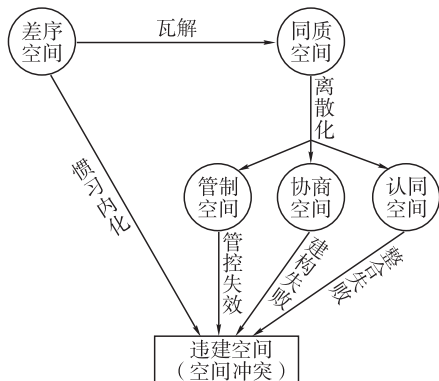 差序
空间
瓦解
同质
空间
离散化
惯习内化
管制
空间
协商
空间
认同
空间
管控失效
建构失败
整合失败
违建空间
（空间冲突）